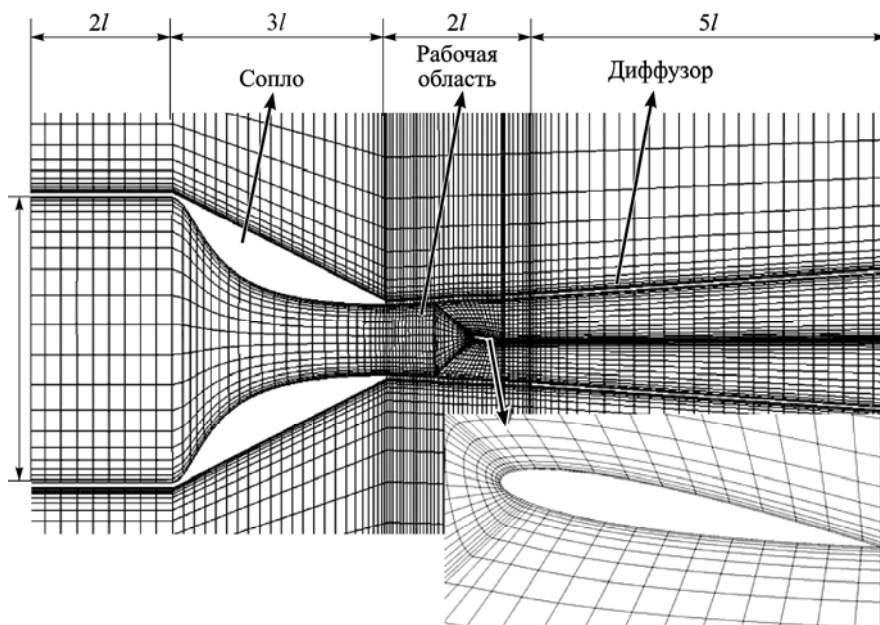 2l
3l
2l
5l
Сопло
Рабочая
область
Диффузор